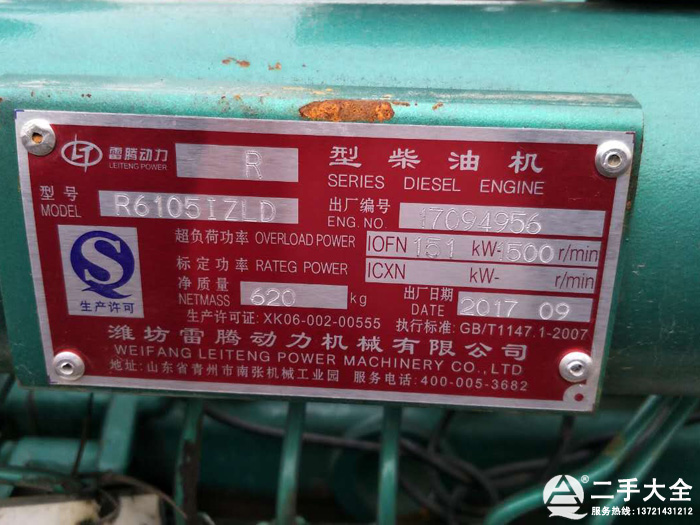 LT 雷腾动力 LEITENG POWER
R 型柴油机
SERIES DIESEL ENGINE
型号 MODEL R6105IZLD 出厂编号 ENG.NO. 17094956
超负荷功率 OVERLOAD POWER IOFN 151 kW- 1500 r/min
标定功率 RATEG POWER ICXN kW- r/min
净质量 NETMASS 620 kg 出厂日期 DATE 2017 09
QS 生产许可
生产许可证: XK06-002-00555 执行标准: GB/T1147.1-2007
潍坊雷腾动力机械有限公司
WEIFANG LEITENG POWER MACHINERY CO.,LTD
地址: 山东省青州市南张机械工业园 服务电话: 400-005-3682
二手大全
服务热线: 13721431212